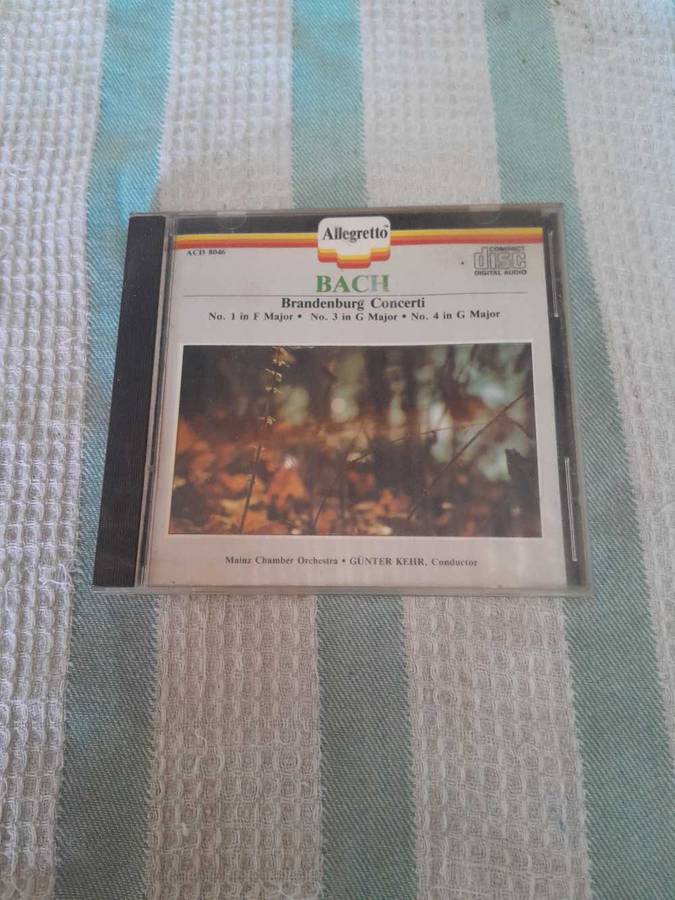 Allegretto™
ACD 8046
COMPACT
disc
DIGITAL AUDIO
BACH
Brandenburg Concerti
No. 1 in F Major • No. 3 in G Major • No. 4 in G Major
Mainz Chamber Orchestra • GÜNTER KEHR, Conductor